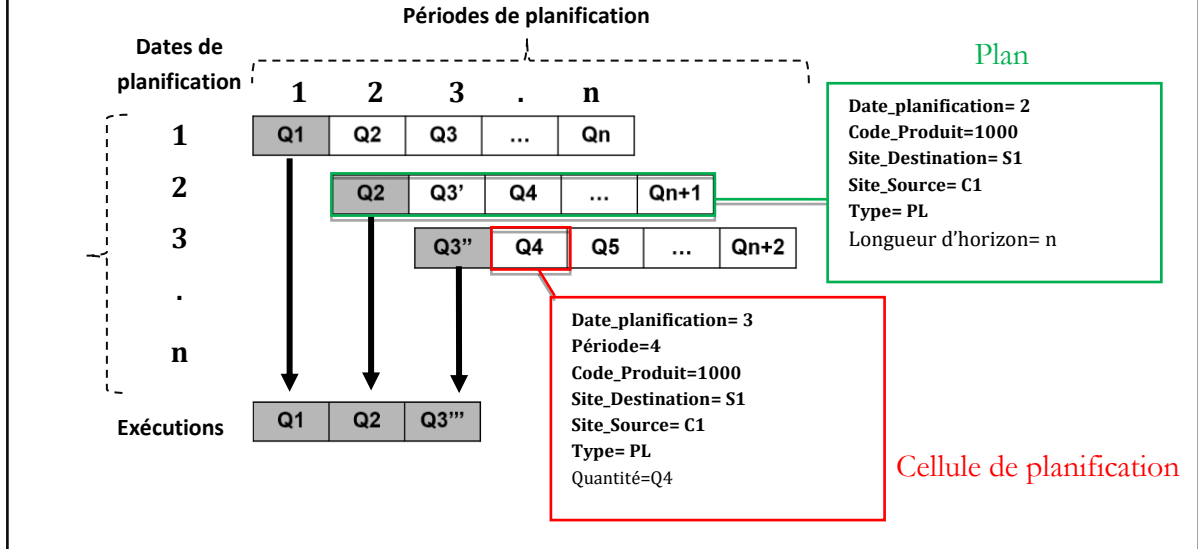 Périodes de planification
Dates de
planification
Plan
1 2 3 . n
1 Q1 Q2 Q3 ... Qn
2 Q2 Q3’ Q4 ... Qn+1
3 Q3’’ Q4 Q5 ... Qn+2
.
n
Exécutions Q1 Q2 Q3’’’
Date_planification= 2
Code_Produit=1000
Site_Destination= S1
Site_Source= C1
Type= PL
Longueur d’horizon= n
Date_planification= 3
Période=4
Code_Produit=1000
Site_Destination= S1
Site_Source= C1
Type= PL
Quantité=Q4
Cellule de planification